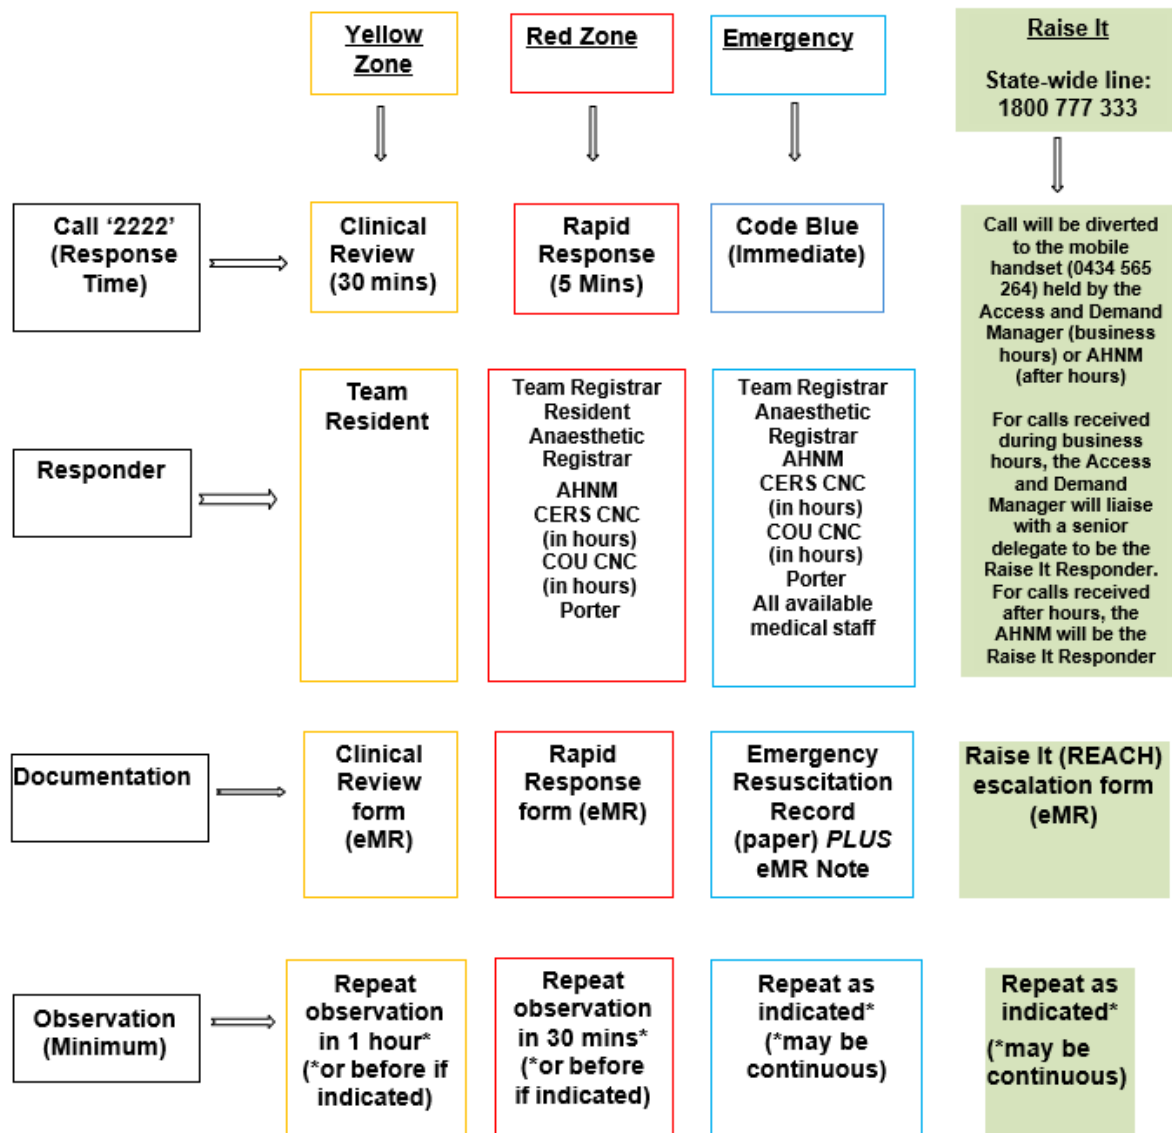 Yellow
Zone
Red Zone
Emergency
Raise It
State-wide line:
1800 777 333
Call ‘2222’
(Response
Time)
Clinical
Review
(30 mins)
Rapid
Response
(5 Mins)
Code Blue
(Immediate)
Call will be diverted
to the mobile
handset (0434 565
264) held by the
Access and Demand
Manager (business
hours) or AHNM
(after hours)
For calls received
during business
hours, the Access
and Demand
Manager will liaise
with a senior
delegate to be the
Raise It Responder.
For calls received
after hours, the
AHNM will be the
Raise It Responder
Responder
Team
Resident
Team Registrar
Resident
Anaesthetic
Registrar
AHNM
CERS CNC
(in hours)
COU CNC
(in hours)
Porter
Team Registrar
Anaesthetic
Registrar
AHNM
CERS CNC
(in hours)
COU CNC
(in hours)
Porter
All available
medical staff
Documentation
Clinical
Review
form
(eMR)
Rapid
Response
form (eMR)
Emergency
Resuscitation
Record
(paper) PLUS
eMR Note
Raise It (REACH)
escalation form
(eMR)
Observation
(Minimum)
Repeat
observation
in 1 hour*
(*or before if
indicated)
Repeat
observation
in 30 mins*
(*or before
if indicated)
Repeat as
indicated*
(*may be
continuous)
Repeat as
indicated*
(*may be
continuous)